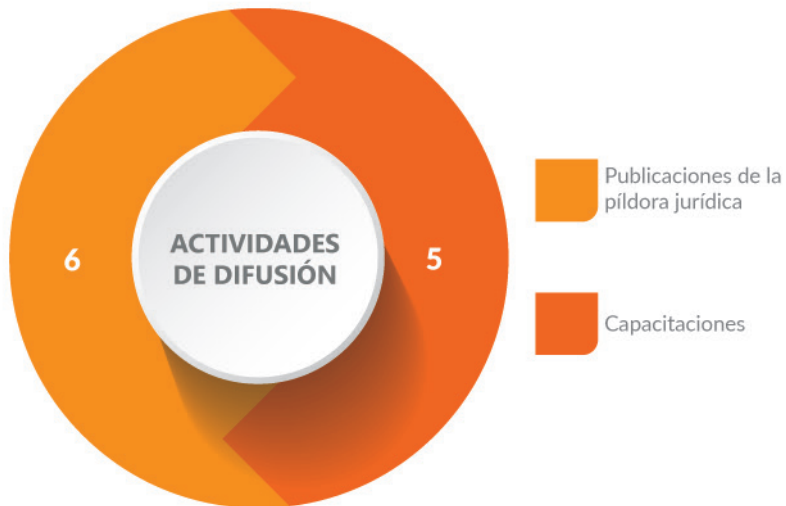 6
ACTIVIDADES
DE DIFUSIÓN
5
Publicaciones de la
píldora jurídica
Capacitaciones